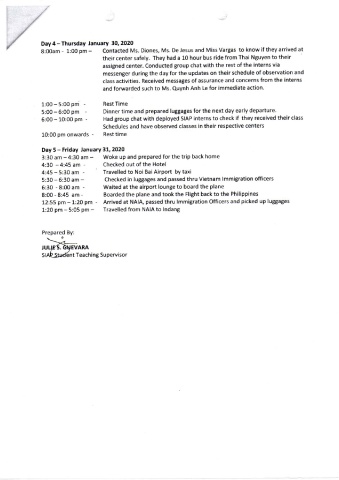 Day 4 – Thursday January 30, 2020
8:00am - 1:00 pm – Contacted Ms. Diones, Ms. De Jesus and Miss Vargas to know if they arrived at
their center safely. They had a 10 hour bus ride from Thai Nguyen to their
assigned center. Conducted group chat with the rest of the interns via
messenger during the day for the updates on their schedule of observation and
class activities. Received messages of assurance and concerns from the interns
and forwarded such to Ms. Quynh Anh Le for immediate action.
1:00 – 5:00 pm - Rest Time
5:00 – 6:00 pm - Dinner time and prepared luggages for the next day early departure.
6:00 – 10:00 pm - Had group chat with deployed SIAP interns to check if they received their class
Schedules and have observed classes in their respective centers
10:00 pm onwards - Rest time
Day 5 – Friday January 31, 2020
3:30 am – 4:30 am – Woke up and prepared for the trip back home
4:30 – 4:45 am - Checked out of the Hotel
4:45 – 5:30 am - Travelled to Noi Bai Airport by taxi
5:30 – 6:30 am – Checked in luggages and passed thru Vietnam Immigration officers
6:30 - 8:00 am - Waited at the airport lounge to board the plane
8:00 - 8:45 am - Boarded the plane and took the Flight back to the Philippines
12:55 pm – 1:20 pm - Arrived at NAIA, passed thru Immigration Officers and picked up luggages
1:20 pm – 5:05 pm – Travelled from NAIA to Indang
Prepared By:
JULIE S. GUEVARA
SIAP Student Teaching Supervisor